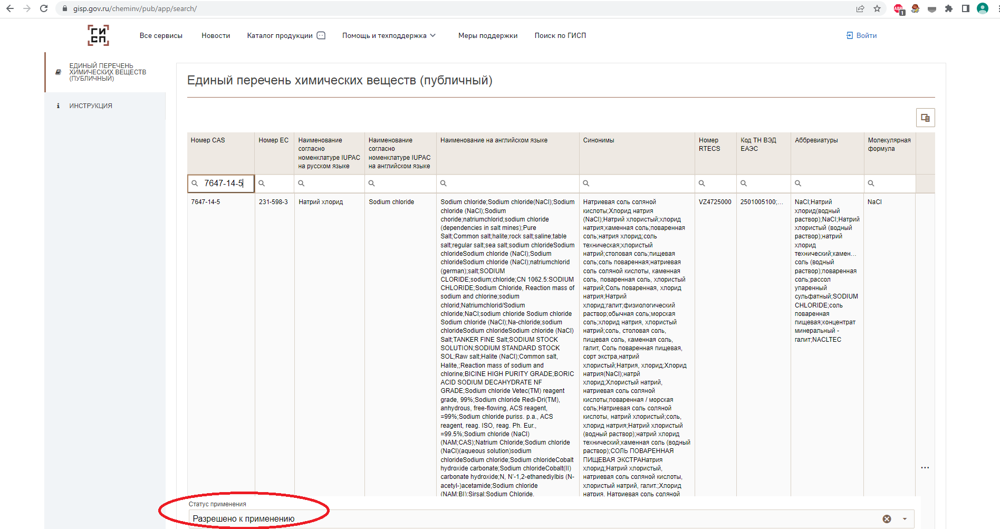 gisp.gov.ru/cheminv/pub/app/search/
ABP
1
ГИ
СП
Все сервисы
Новости
Каталог продукции
Помощь и техподдержка
Меры поддержки
Поиск по ГИСП
Войти
ЕДИНЫЙ ПЕРЕЧЕНЬ
ХИМИЧЕСКИХ ВЕЩЕСТВ
(ПУБЛИЧНЫЙ)
ИНСТРУКЦИЯ
Единый перечень химических веществ (публичный)
Номер CAS
Номер EC
Наименование
согласно
номенклатуре IUPAC
на русском языке
Наименование
согласно
номенклатуре IUPAC
на английском языке
Наименование на английском языке
Синонимы
Номер
RTECS
Код ТН ВЭД
ЕАЭС
Аббревиатуры
Молекулярная
формула
7647-14-5
7647-14-5
231-598-3
Натрий хлорид
Sodium chloride
Sodium chloride;Sodium chloride(NaCl);Sodium
chloride (NaCl);Sodium
choride;natriumchlorid;sodium chloride
(dependencies in salt mines);Pure
Salt;Common salt;halite;rock salt;saline;table
salt;regular salt;sea salt;sodium chlorideSodium
chlorideSodium chloride (NaCl);Sodium
chlorideSodium chloride (NaCl);natriumchlorid
(german);salt;SODIUM
CLORIDE;sodium;chloride;CN 1062.5:SODIUM
CHLORIDE;Sodium Chloride, Reaction mass of
sodium and chlorine;sodium
chlorid;Natriumchlorid/Sodium
chloride;NaCl;sodium chloride Sodium chloride
Sodium chloride (NaCl);Na-chloride;sodium
chlorideSodium chlorideSodium chloride (NaCl)
Salt;TANKER FINE Salt;SODIUM STOCK
SOLUTION;SODIUM STANDARD STOCK
SOL;Raw salt;Halite (NaCl);Common salt,
Halite,;Reaction mass of sodium and
chlorine;BICINE HIGH PURITY GRADE;BORIC
ACID SODIUM DECAHYDRATE NF
GRADE;Sodium chloride Vetec(TM) reagent
grade, 99%;Sodium chloride Redi-Dri(TM),
anhydrous, free-flowing, ACS reagent,
=99%;Sodium chloride puriss. p.a., ACS
reagent, reag. ISO, reag. Ph. Eur.,
=99.5%;Sodium chloride (NaCl)
(NAM;CAS);Natrium Chloride;Sodium chloride
(NaCl)(aqueous solution)sodium
chlorideSodium chloride;Sodium chlorideCobalt
hydroxide carbonate;Sodium chlorideCobalt(II)
carbonate hydroxide;N, N’-1,2-ethanediylbis (N-
acetyl-)acetamide;Sodium chloride
(NAM;BI);Sirsal;Sodium Chloride,
Натриевая соль соляной
кислоты;Хлорид натрия
(NaCl);Натрий хлористый;хлорид
натрия;каменная соль;поваренная
соль;натрия хлорид;соль
техническая;хлористый
натрий;столовая соль;пищевая
соль;соль поваренная;натриевая
соль соляной кислоты, каменная
соль, поваренная соль, хлористый
натрий;Соль поваренная, хлорид
натрия;Натрий
хлорид;галит;физиологический
раствор;обычная соль;морская
соль;хлорид натрия, хлористый
натрий;соль, столовая соль,
пищевая соль, каменная соль,
галит, Соль поваренная пищевая,
сорт экстра,натрий
хлористый;Натрия, хлорид;Хлорид
натрия(NaCl);натрй
хлорид;Хлористый натрий,
натриевая соль соляной
кислоты;поваренная / морская
соль;Натриевая соль соляной
кислоты, натрий хлористый;соль,
хлорид натрия;Натрий хлористый
(водный раствор);натрий хлорид
технический;каменная соль (водный
раствор);СОЛЬ ПОВАРЕННАЯ
ПИЩЕВАЯ ЭКСТРАНатрия
хлорид;Натрий хлористый,
натриевая соль соляной кислоты,
хлористый натрий, галит.;Хлорид
натрия, Натриевая соль соляной
VZ4725000
2501005100;...
NaCl;Натрий
хлорид(водный
раствор);NaCl;Натрий
хлористый (водный
раствор);натрий
хлорид
технический;камен...
соль (водный
раствор);поваренная
соль;рассол
упаренный
сульфатный;SODIUM
CHLORIDE;соль
поваренная
пищевая;концентрат
минеральный -
галит;NACLTEC
NaCl
...
Статус применения
Разрешено к применению